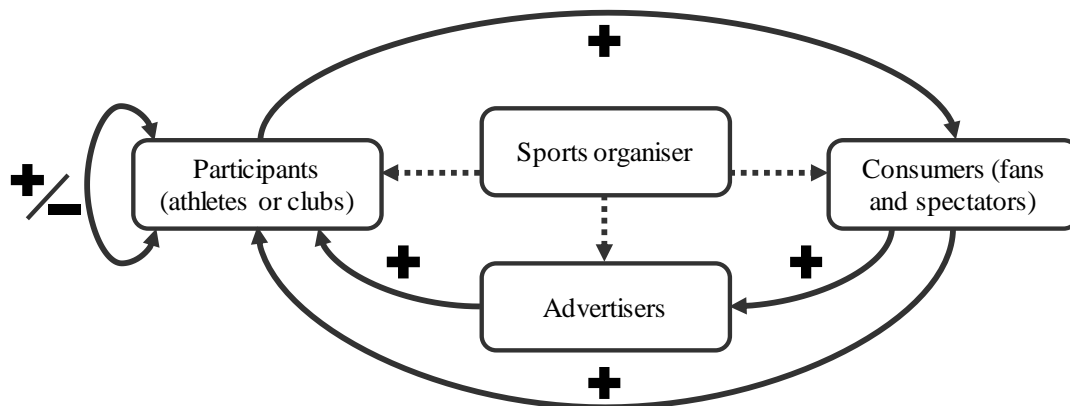 +
Sports organiser
Participants
(athletes or clubs)
Consumers (fans
and spectators)
+/−
+
+
Advertisers
+